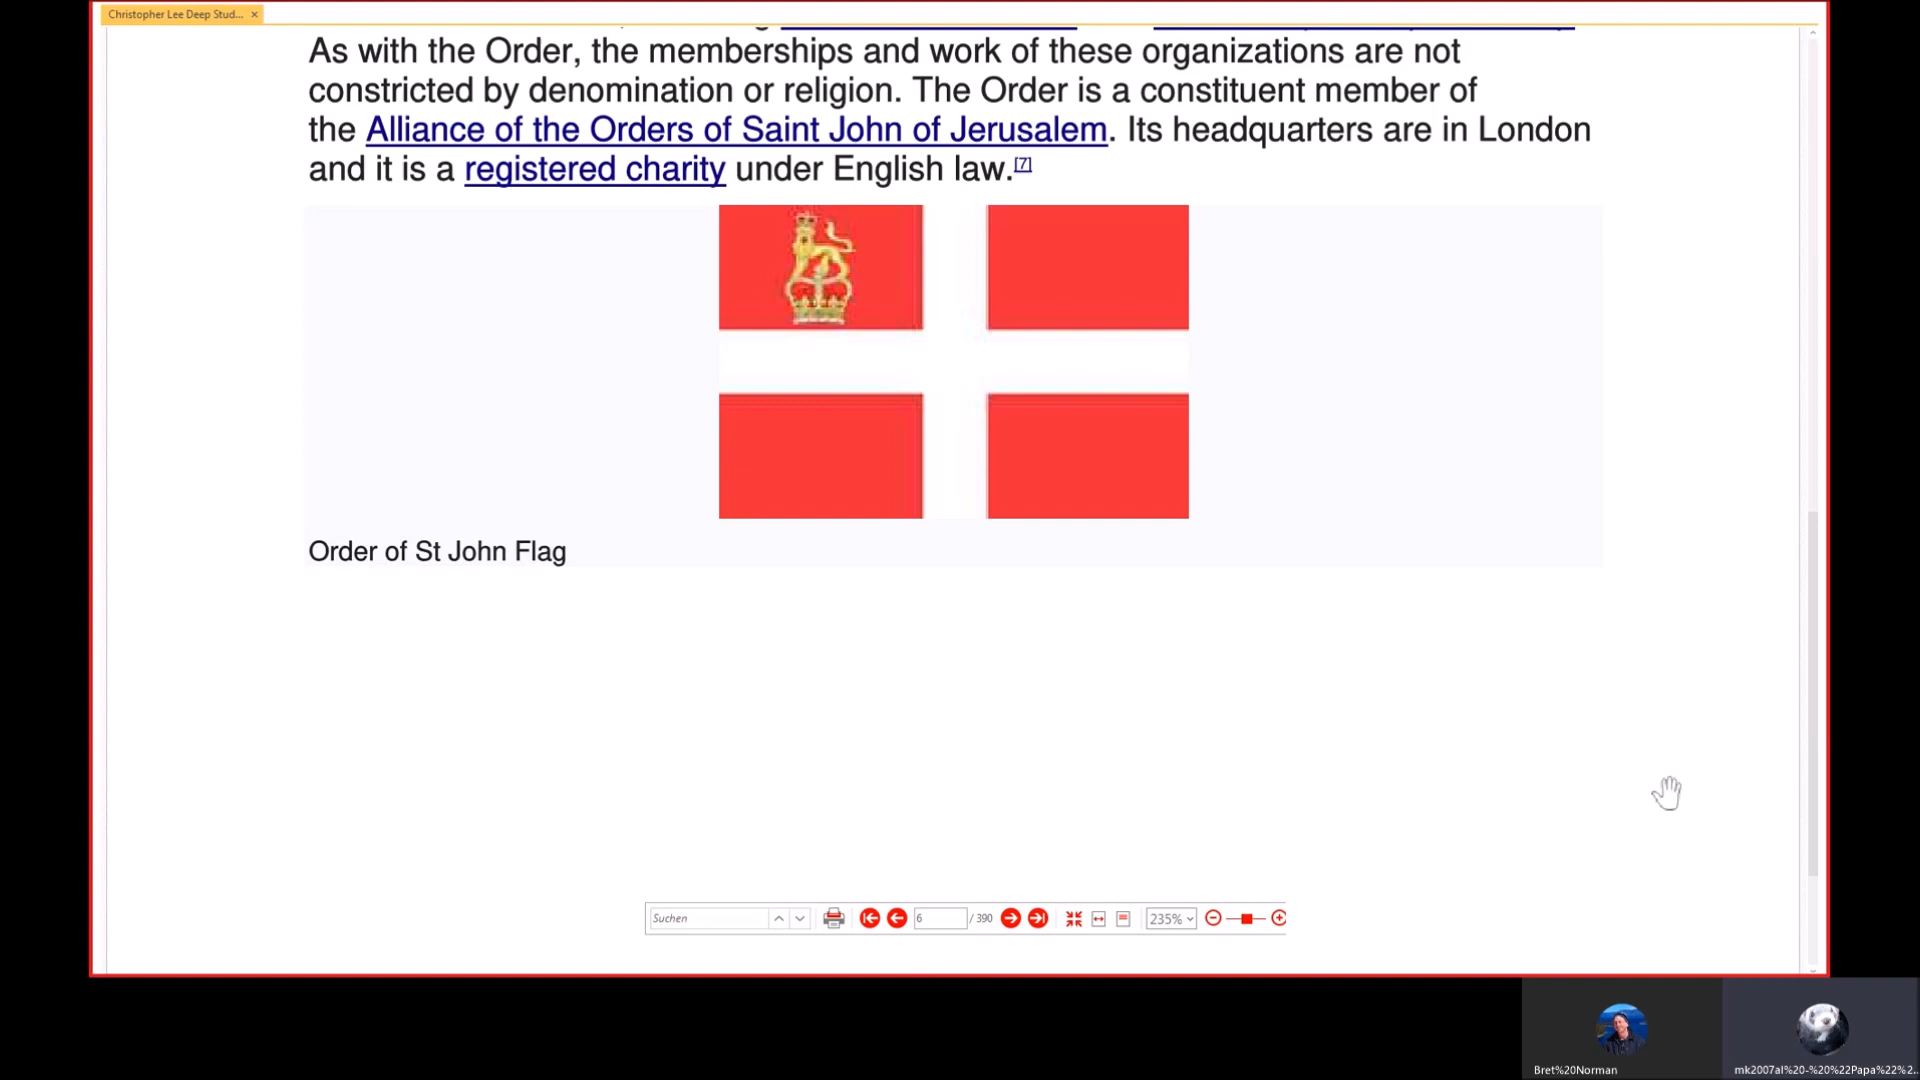 Christopher Lee Deep Stud... ×
As with the Order, the memberships and work of these organizations are not
constricted by denomination or religion. The Order is a constituent member of
the Alliance of the Orders of Saint John of Jerusalem. Its headquarters are in London
and it is a registered charity under English law.[7]
Order of St John Flag
Suchen 6 / 390 235%
Bret%20Norman mk2007al%20-%20%22Papa%22%2...